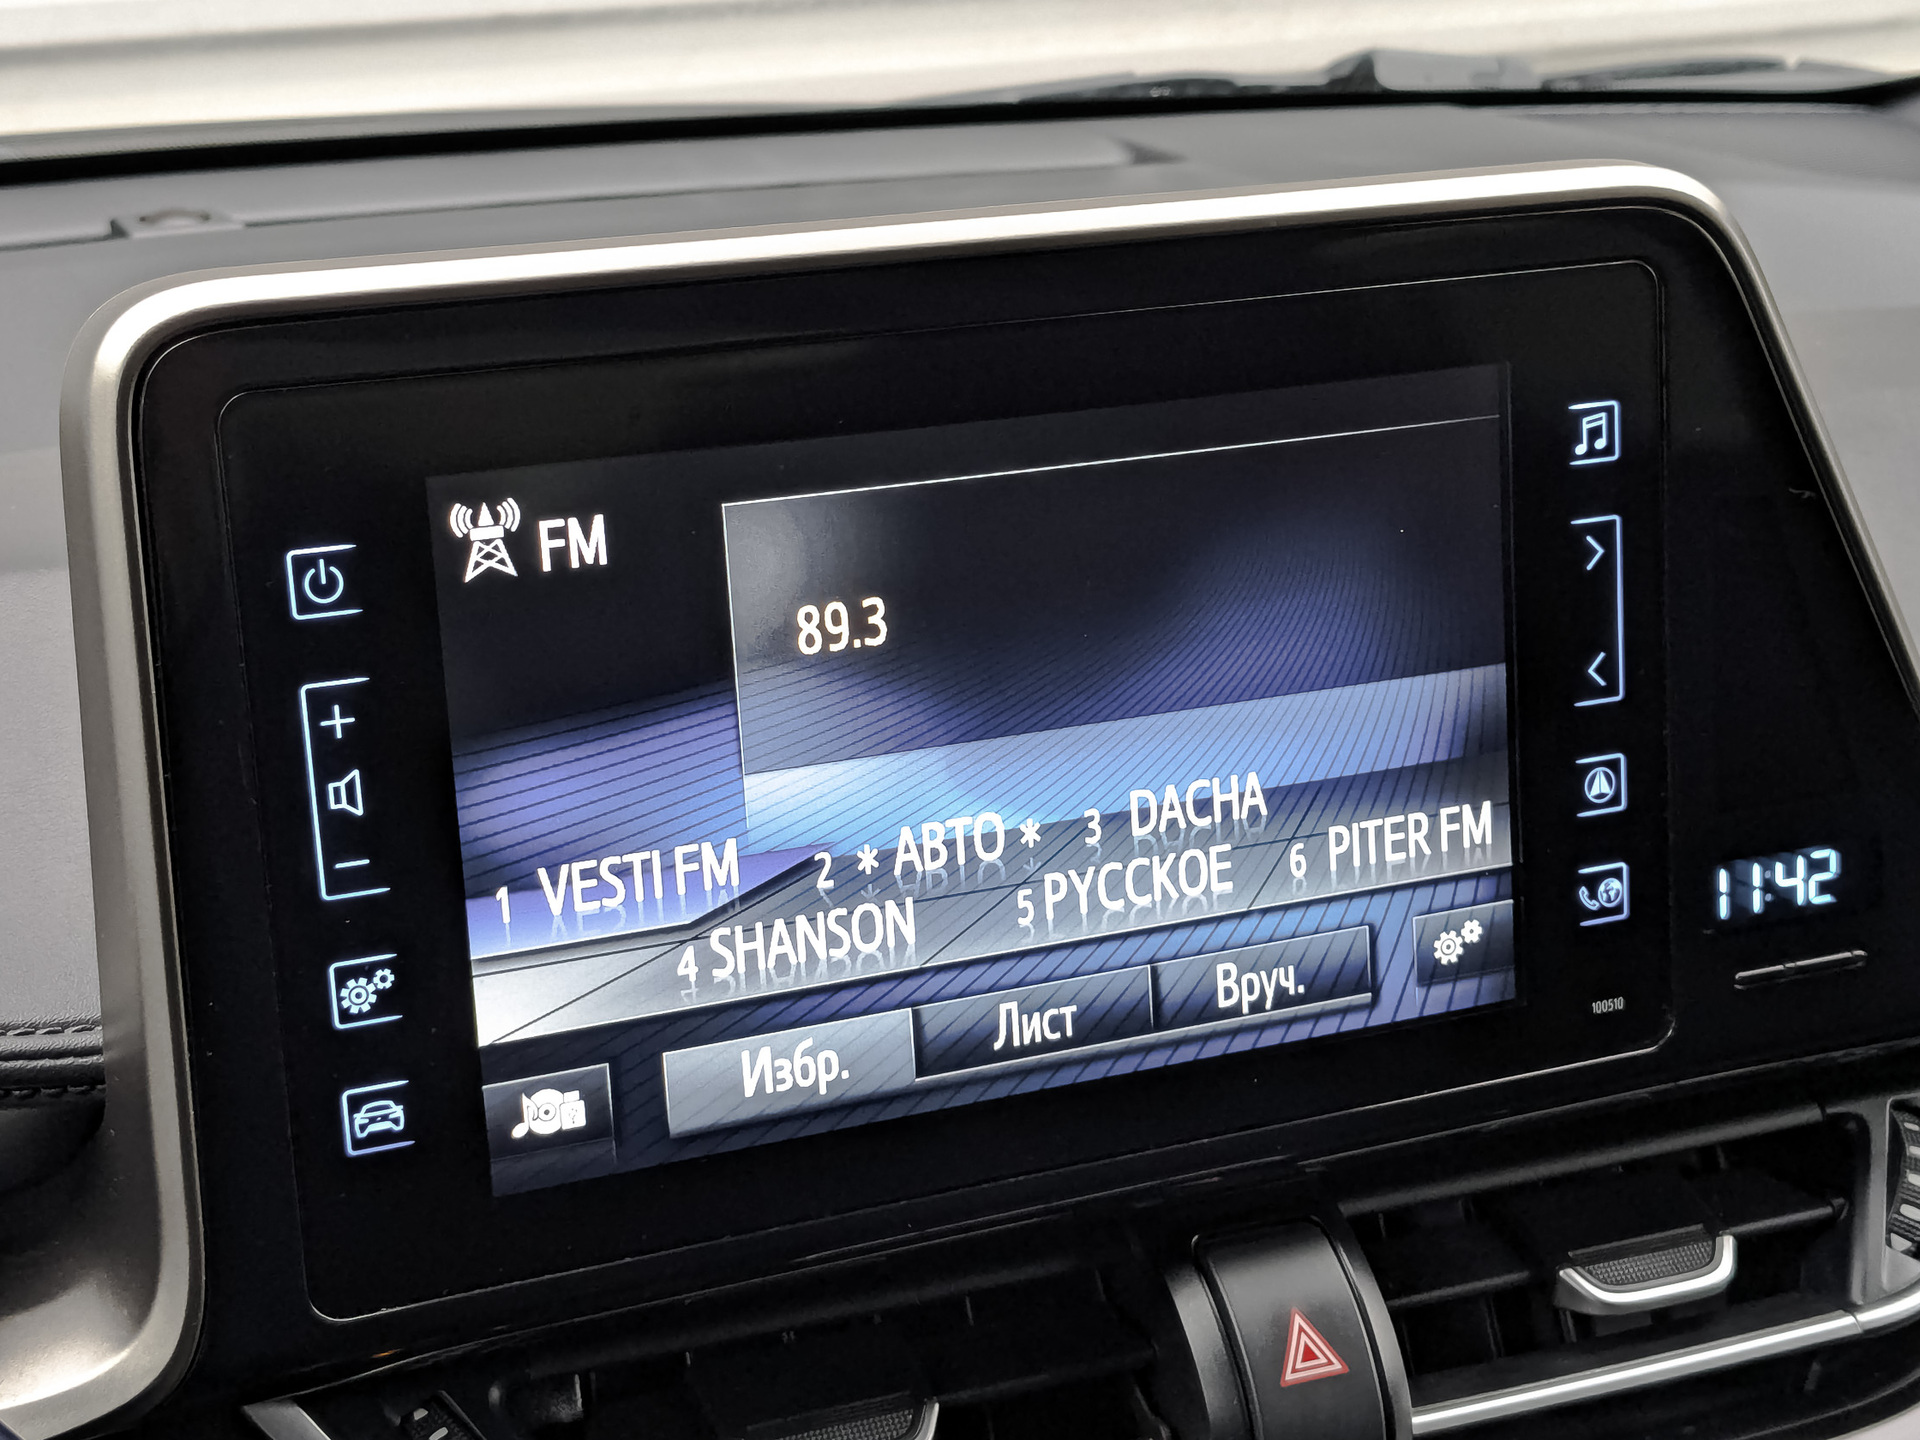 FM
89.3
1 VESTI FM
2 * АВТО *
3 DACHA
4 SHANSON
5 РУССКОЕ
6 PITER FM
Избр.
Лист
Вруч.
11:42
100510